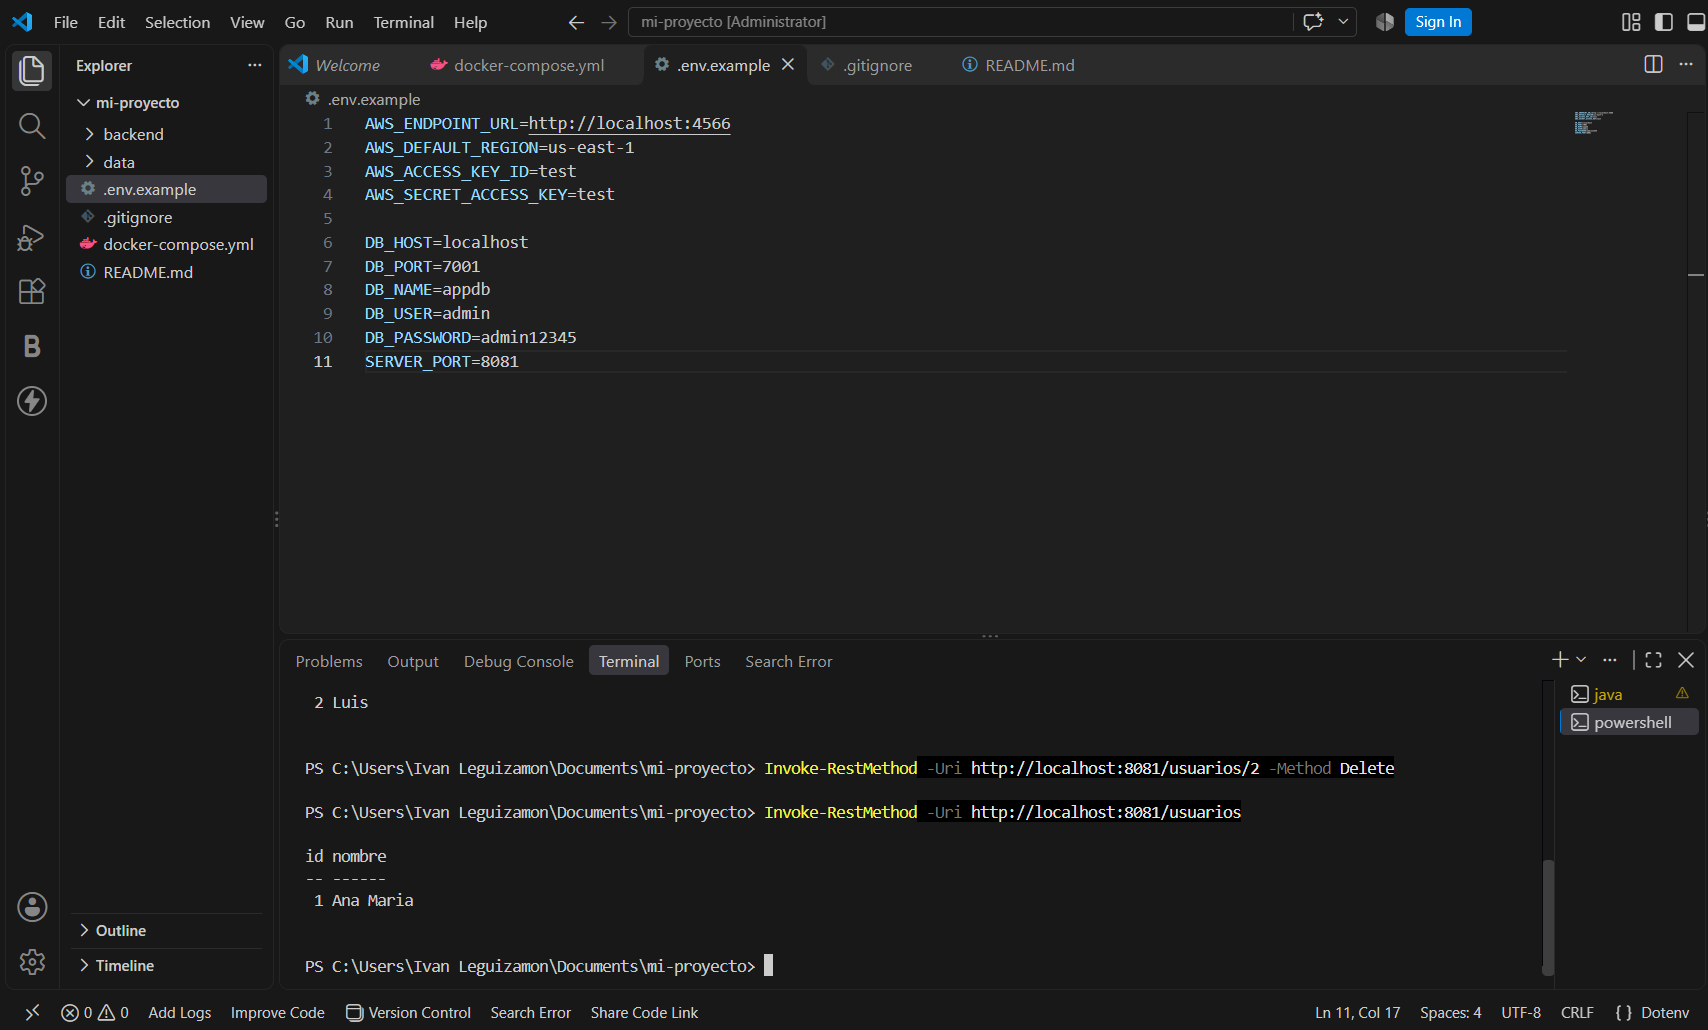 File Edit Selection View Go Run Terminal Help
mi-proyecto [Administrator]
Sign In
Explorer
Welcome
docker-compose.yml
.env.example
.gitignore
README.md
mi-proyecto
backend
data
.env.example
.gitignore
docker-compose.yml
README.md
.env.example
1 AWS_ENDPOINT_URL=http://localhost:4566
2 AWS_DEFAULT_REGION=us-east-1
3 AWS_ACCESS_KEY_ID=test
4 AWS_SECRET_ACCESS_KEY=test
5
6 DB_HOST=localhost
7 DB_PORT=7001
8 DB_NAME=appdb
9 DB_USER=admin
10 DB_PASSWORD=admin12345
11 SERVER_PORT=8081
B
Problems Output Debug Console Terminal Ports Search Error
java
powershell
2 Luis
PS C:\Users\Ivan Leguizamon\Documents\mi-proyecto> Invoke-RestMethod -Uri http://localhost:8081/usuarios/2 -Method Delete
PS C:\Users\Ivan Leguizamon\Documents\mi-proyecto> Invoke-RestMethod -Uri http://localhost:8081/usuarios
id nombre
-- ------
1 Ana Maria
PS C:\Users\Ivan Leguizamon\Documents\mi-proyecto>
Outline
Timeline
0 0 Add Logs Improve Code Version Control Search Error Share Code Link
Ln 11, Col 17 Spaces: 4 UTF-8 CRLF { } Dotenv